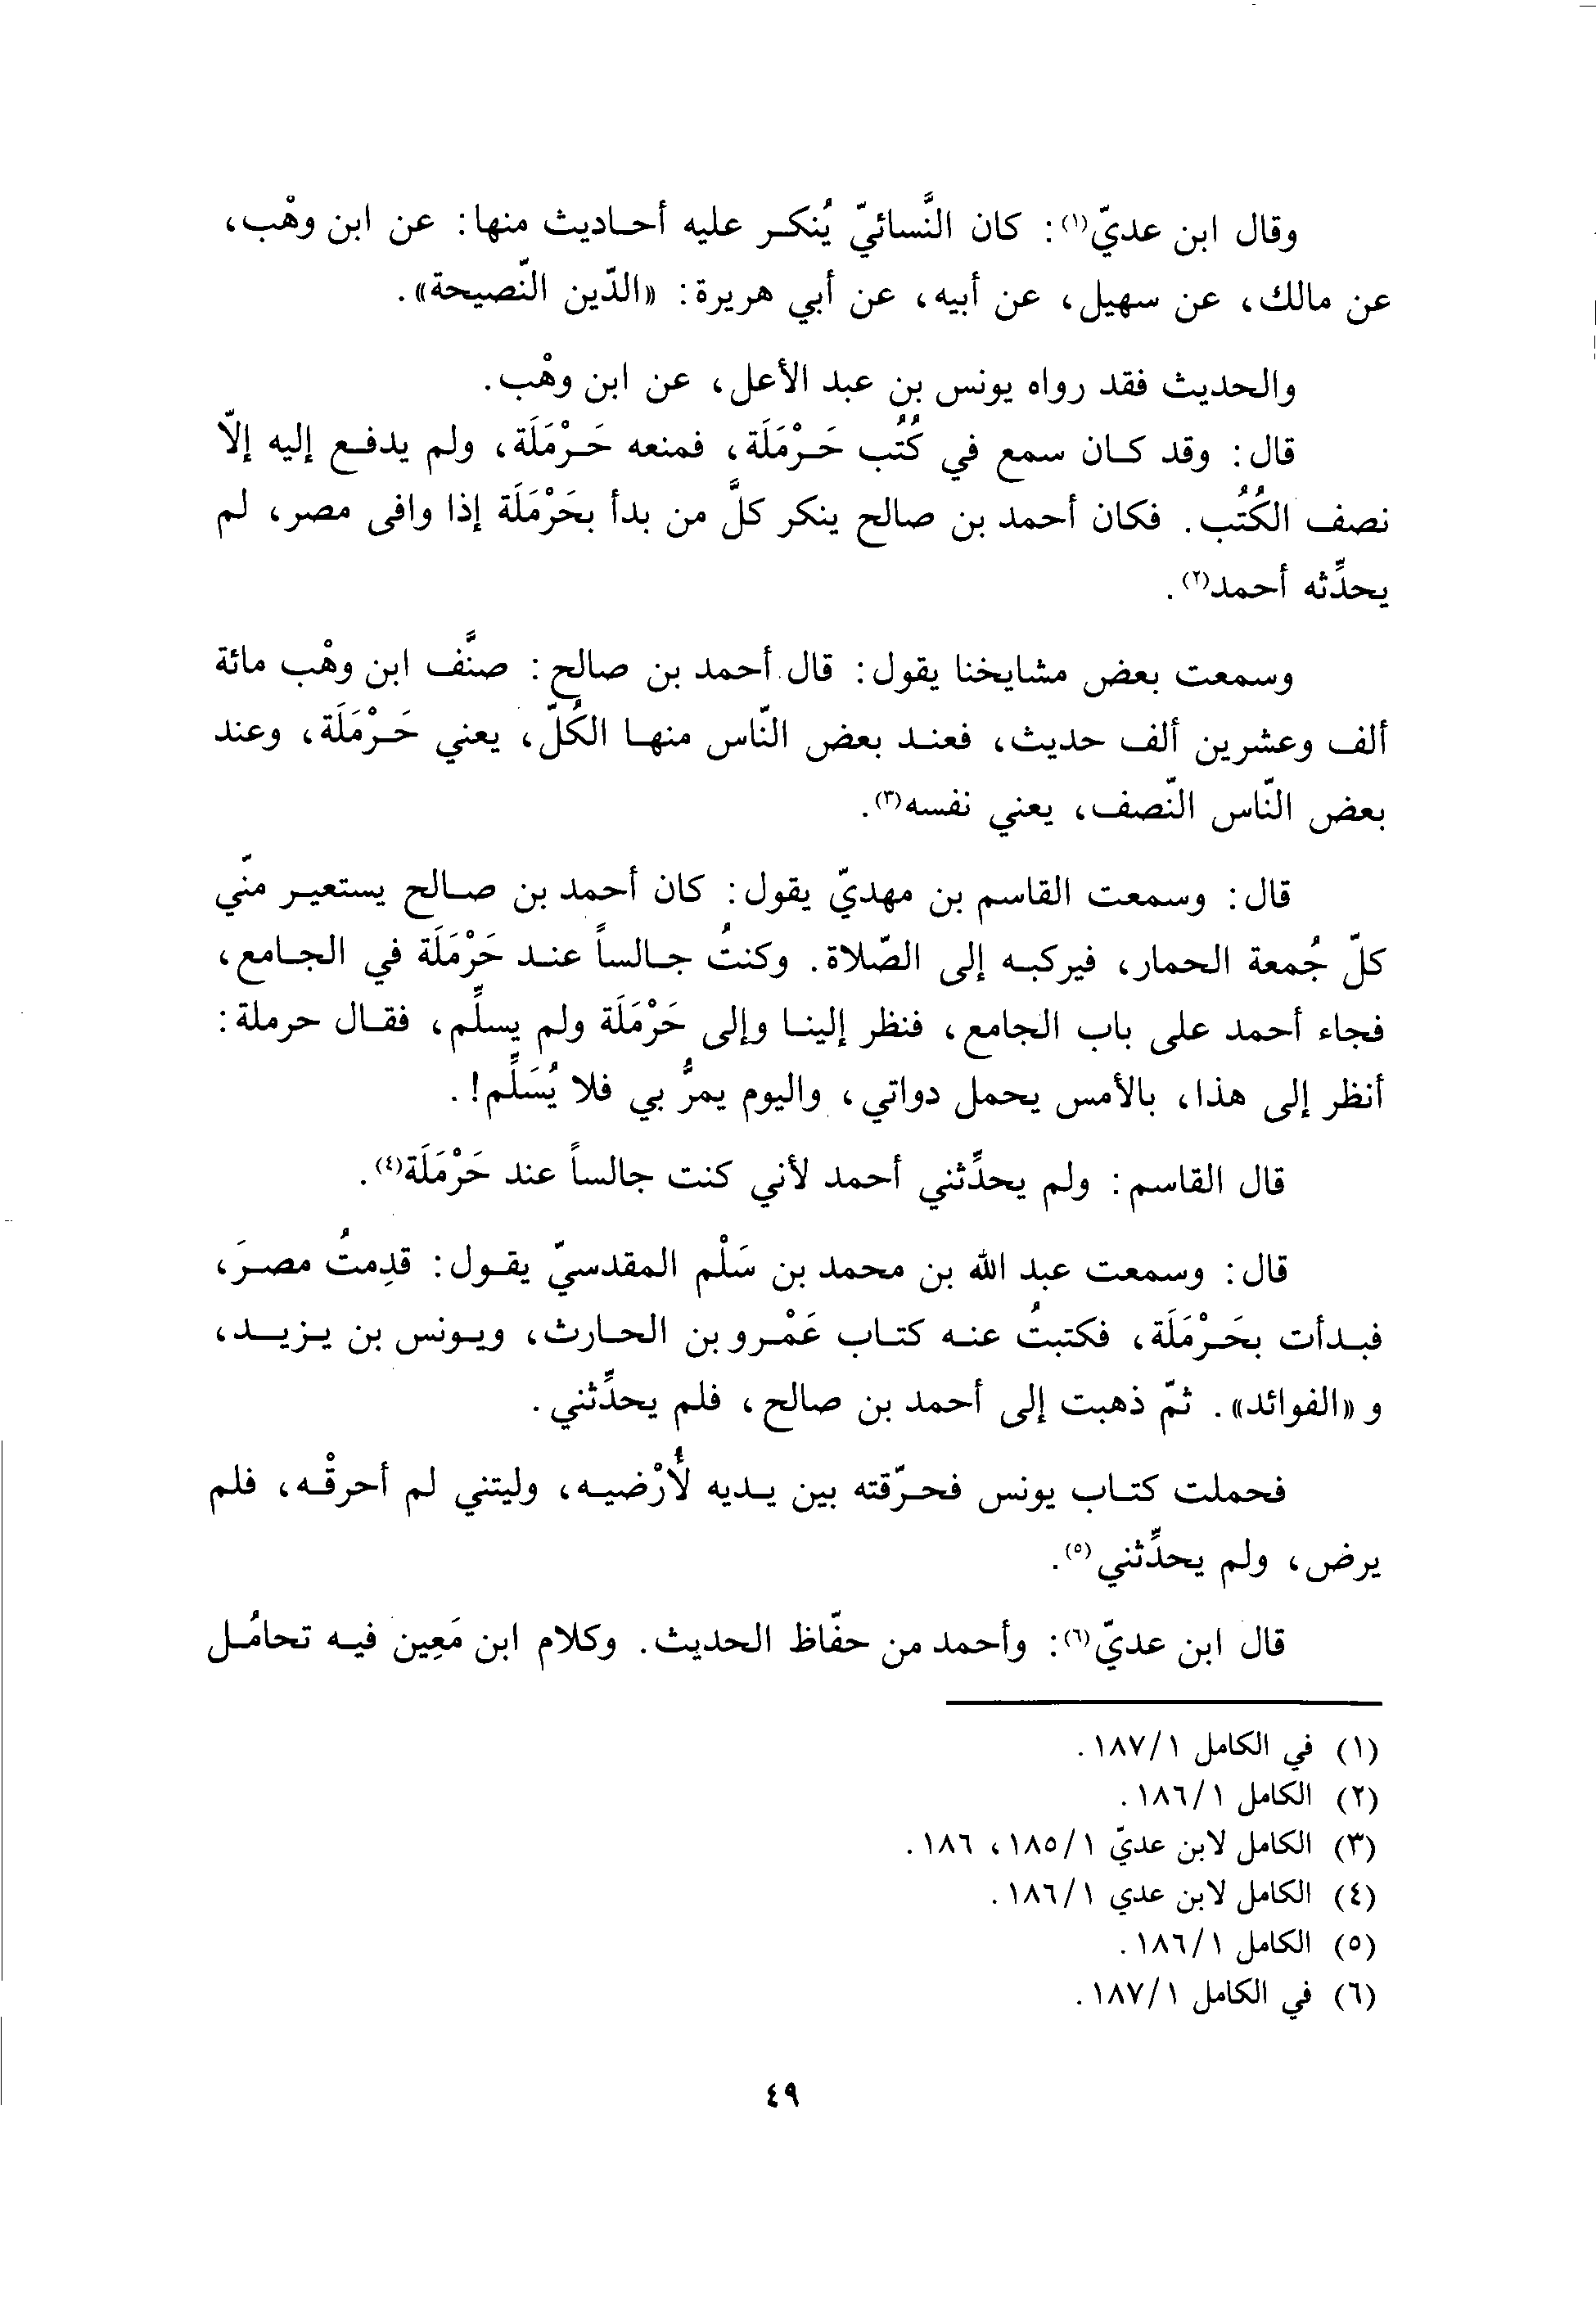 وقال ابن عديّ(١): كان النَّسائيّ يُنكر عليه أحاديث منها: عن ابن وهْب،
عن مالك، عن سهيل، عن أبيه، عن أبي هريرة: «الدّين النّصيحة».
والحديث فقد رواه يونس بن عبد الأعل، عن ابن وهْب.
قال: وقد كان سمع في كُتُب حَرْمَلَة، فمنعه حَرْمَلَة، ولم يدفع إليه إلاّ
نصف الكُتُب. فكان أحمد بن صالح ينكر كلَّ من بدأ بحَرْمَلَة إذا وافى مصر، لم
يحدِّثه أحمد(٢).
وسمعت بعض مشايخنا يقول: قال أحمد بن صالح: صنَّف ابن وهْب مائة
ألف وعشرين ألف حديث، فعند بعض النّاس منها الكُلّ، يعني حَرْمَلَة، وعند
بعض النّاس النّصف، يعني نفسه(٣).
قال: وسمعت القاسم بن مهديّ يقول: كان أحمد بن صالح يستعير منّي
كلّ جُمعة الحمار، فيركبه إلى الصّلاة. وكنتُ جالساً عند حَرْمَلَة في الجامع،
فجاء أحمد على باب الجامع، فنظر إلينا وإلى حَرْمَلَة ولم يسلِّم، فقال حرملة:
أنظر إلى هذا، بالأمس يحمل دواتي، واليوم يمرُّ بي فلا يُسَلِّم!.
قال القاسم: ولم يحدِّثني أحمد لأني كنت جالساً عند حَرْمَلَة(٤).
قال: وسمعت عبد الله بن محمد بن سَلْم المقدسيّ يقول: قدِمتُ مصرَ،
فبدأت بحَرْمَلَة، فكتبتُ عنه كتاب عَمْرو بن الحارث، ويونس بن يزيد،
و «الفوائد». ثمّ ذهبت إلى أحمد بن صالح، فلم يحدِّثني.
فحملت كتاب يونس فحرّقته بين يديه لأُرْضيه، وليتني لم أحرقْه، فلم
يرض، ولم يحدِّثني(٥).
قال ابن عديّ(٦): وأحمد من حفّاظ الحديث. وكلام ابن مَعِين فيه تحامُل
(١) في الكامل ١/١٨٧.
(٢) الكامل ١/١٨٦.
(٣) الكامل لابن عديّ ١/١٨٥، ١٨٦.
(٤) الكامل لابن عدي ١/١٨٦.
(٥) الكامل ١/١٨٦.
(٦) في الكامل ١/١٨٧.
٤٩